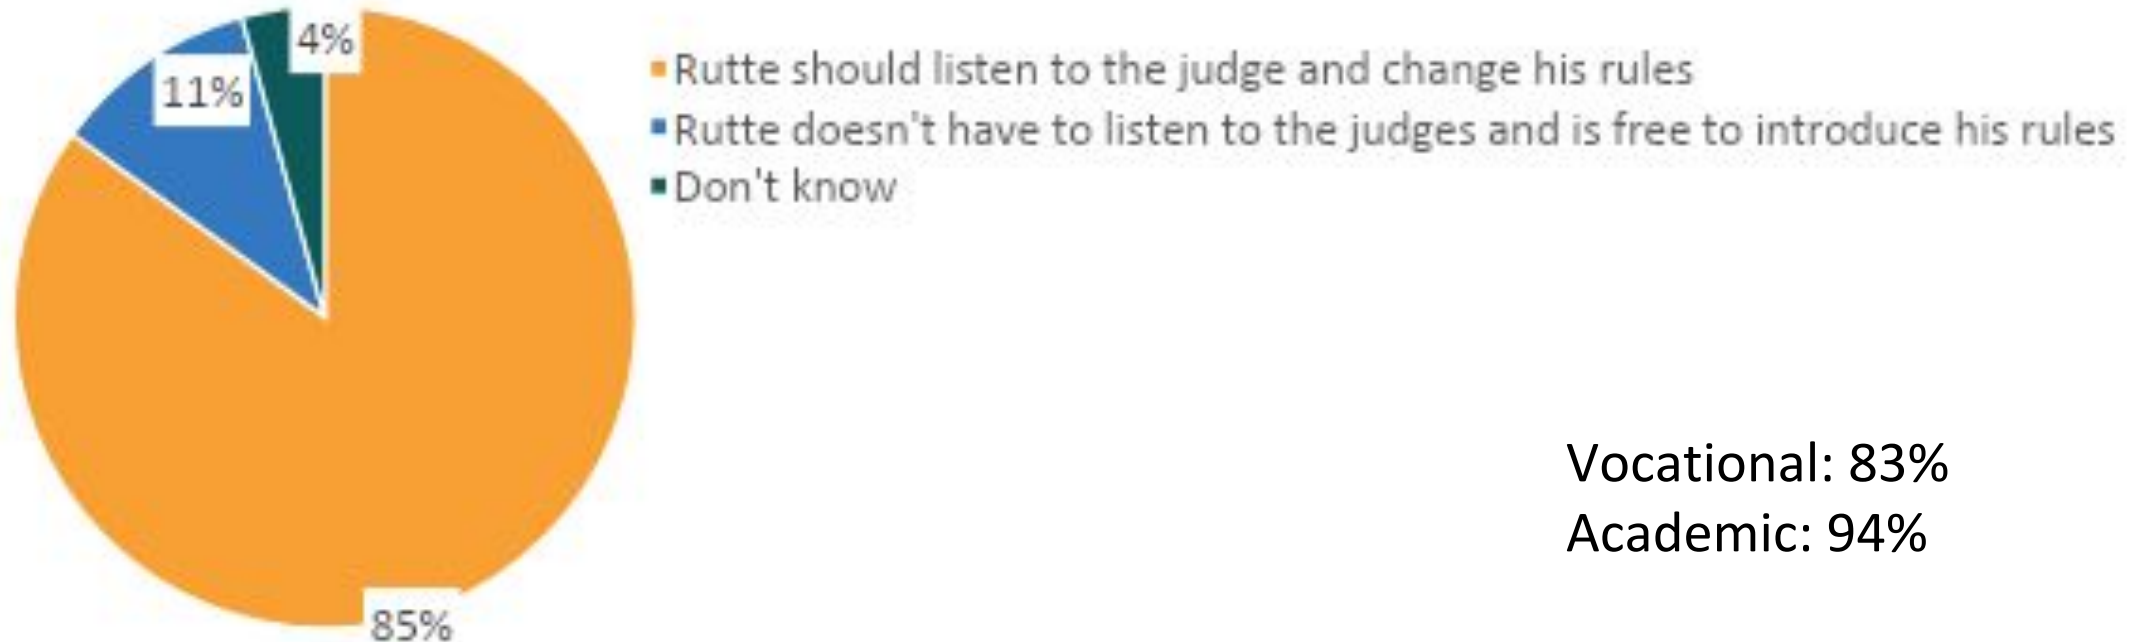 4%
11%
85%
Rutte should listen to the judge and change his rules
Rutte doesn't have to listen to the judges and is free to introduce his rules
Don't know
Vocational: 83%
Academic: 94%